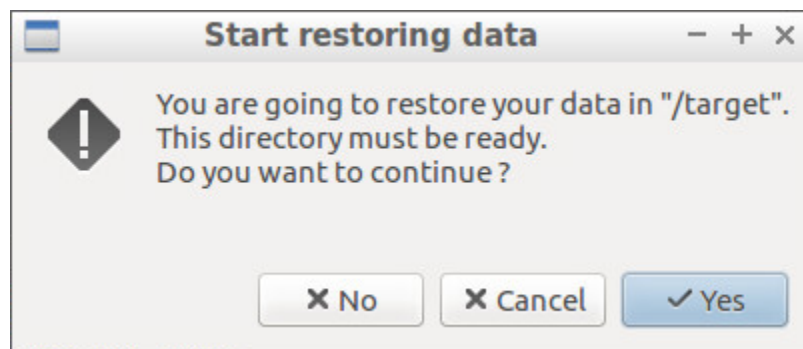 Start restoring data
You are going to restore your data in "/target".
This directory must be ready.
Do you want to continue ?
No Cancel Yes